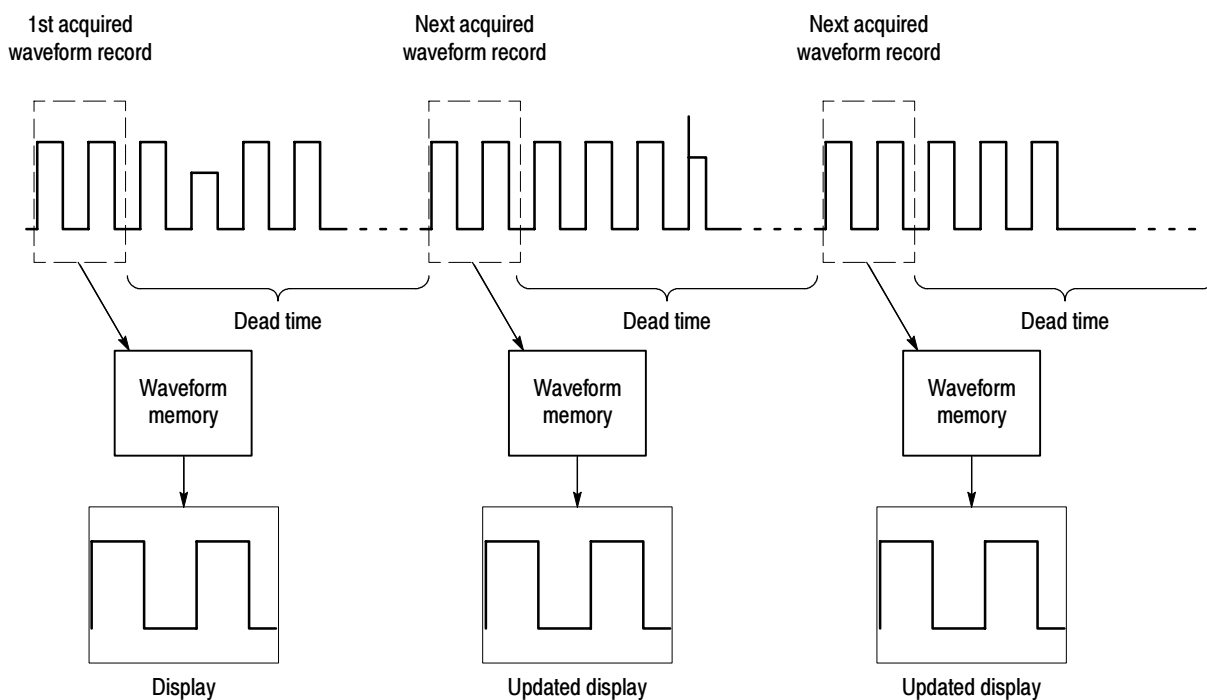 1st acquired
waveform record
Next acquired
waveform record
Next acquired
waveform record
Dead time
Dead time
Dead time
Waveform
memory
Waveform
memory
Waveform
memory
Display
Updated display
Updated display